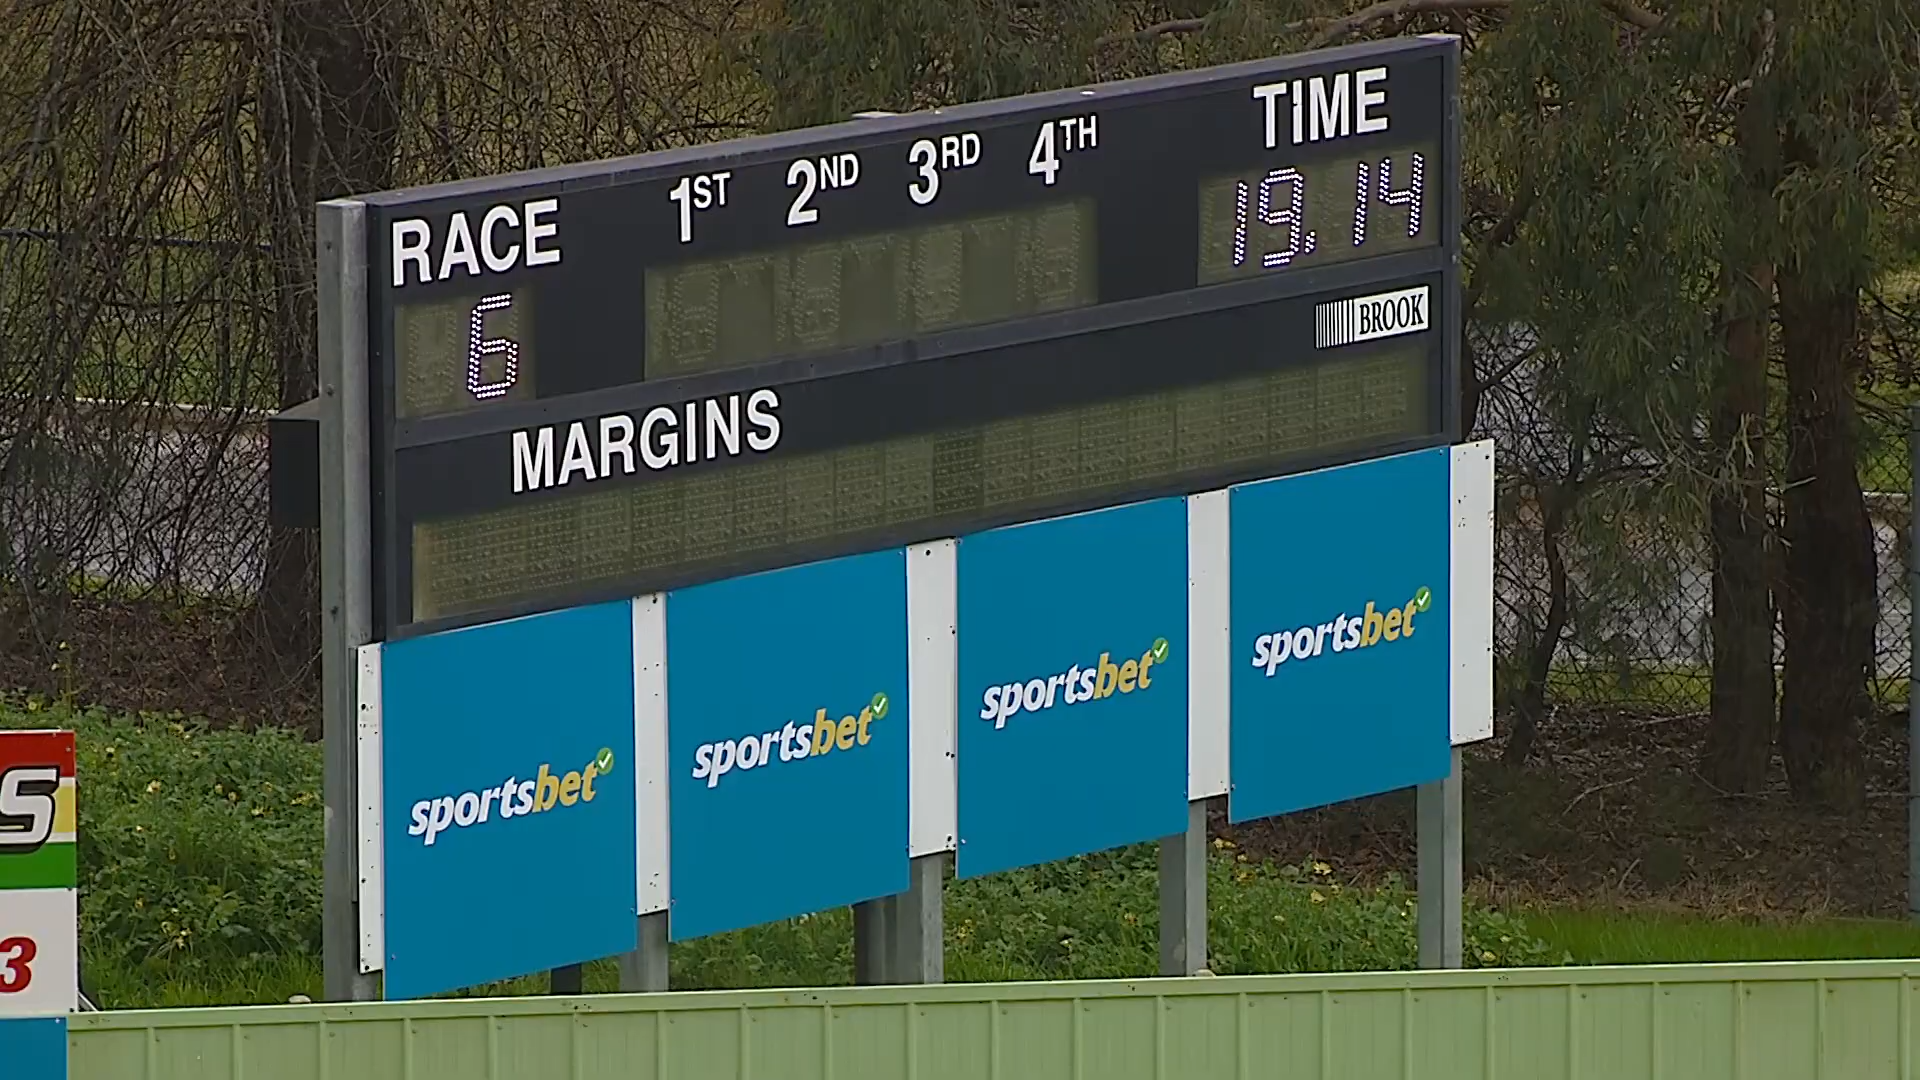 RACE 1ST 2ND 3RD 4TH TIME
6 19.14
BROOK
MARGINS
sportsbet sportsbet sportsbet sportsbet
S
3